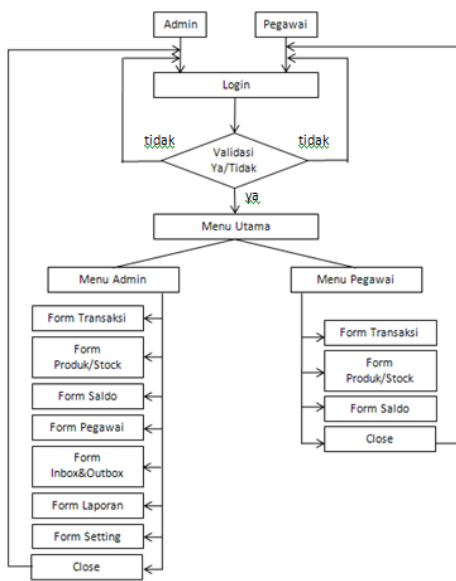 Admin
Pegawai
Login
tidak
tidak
Validasi
Ya/Tidak
ya
Menu Utama
Menu Admin
Menu Pegawai
Form Transaksi
Form
Produk/Stock
Form Saldo
Form Pegawai
Form
Inbox&Outbox
Form Laporan
Form Setting
Close
Form Transaksi
Form
Produk/Stock
Form Saldo
Close